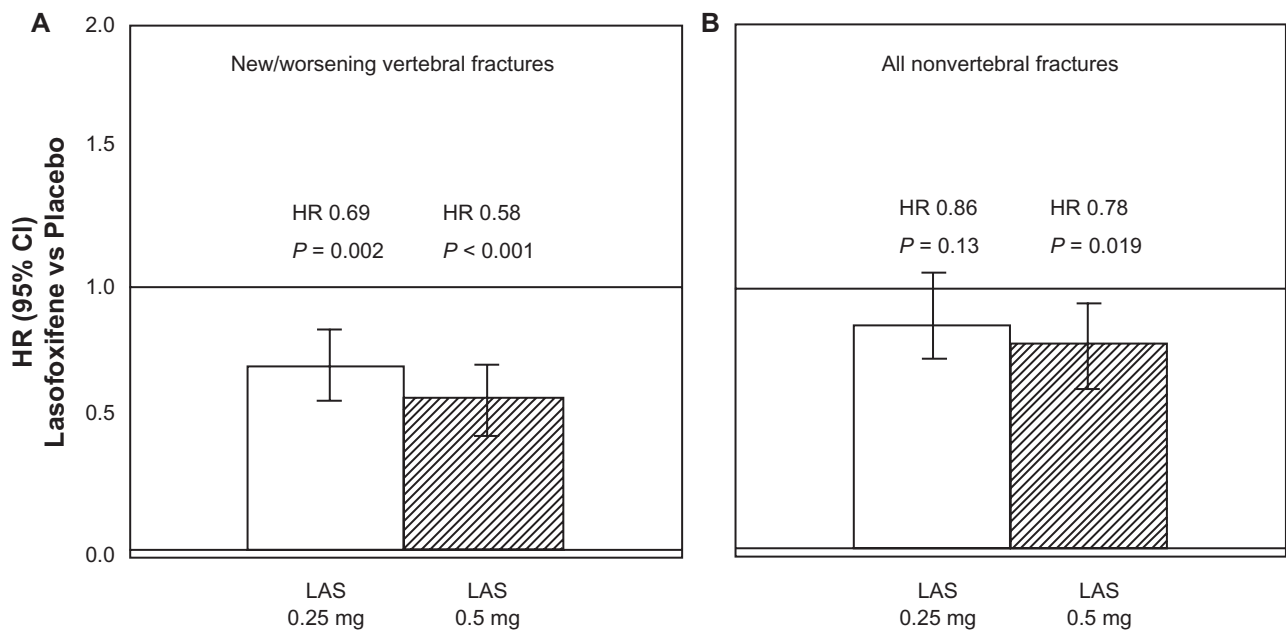 A
B
HR (95% CI)
Lasofoxifene vs Placebo
2.0
1.5
1.0
0.5
0.0
New/worsening vertebral fractures
HR 0.69
P = 0.002
HR 0.58
P < 0.001
LAS
0.25 mg
LAS
0.5 mg
All nonvertebral fractures
HR 0.86
P = 0.13
HR 0.78
P = 0.019
LAS
0.25 mg
LAS
0.5 mg